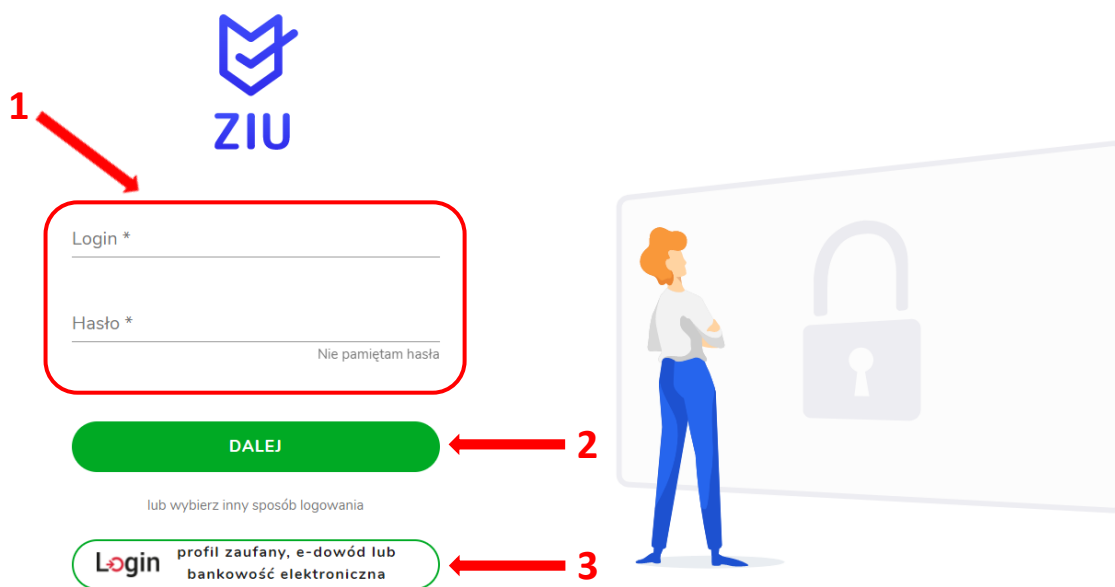 ZIU
1
Login *
Hasło *
Nie pamiętam hasła
DALEJ
2
lub wybierz inny sposób logowania
Login profil zaufany, e-dowód lub
bankowość elektroniczna
3